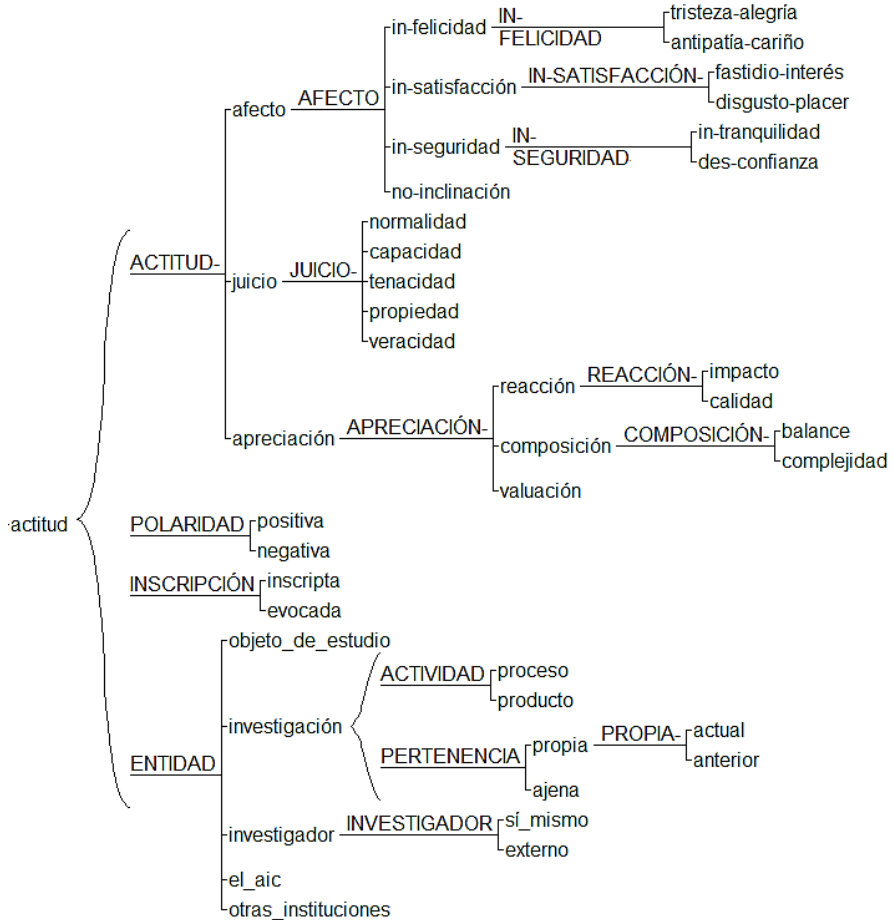 tristeza-alegría
in-felicidad IN-
FELICIDAD
antipatía-cariño
in-satisfacción IN-SATISFACCIÓN- fastidio-interés
disgusto-placer
afecto AFECTO
in-seguridad IN-
SEGURIDAD
in-tranquilidad
des-confianza
no-inclinación
normalidad
capacidad
ACTITUD- juicio JUICIO- tenacidad
propiedad
veracidad
reacción REACCIÓN- impacto
calidad
apreciación APRECIACIÓN- composición COMPOSICIÓN- balance
complejidad
valuación
actitud
POLARIDAD positiva
negativa
INSCRIPCIÓN inscripta
evocada
objeto_de_estudio
ACTIVIDAD proceso
producto
investigación
PERTENENCIA propia PROPIA- actual
anterior
ajena
ENTIDAD
investigador INVESTIGADOR sí_mismo
externo
el_aic
otras_instituciones